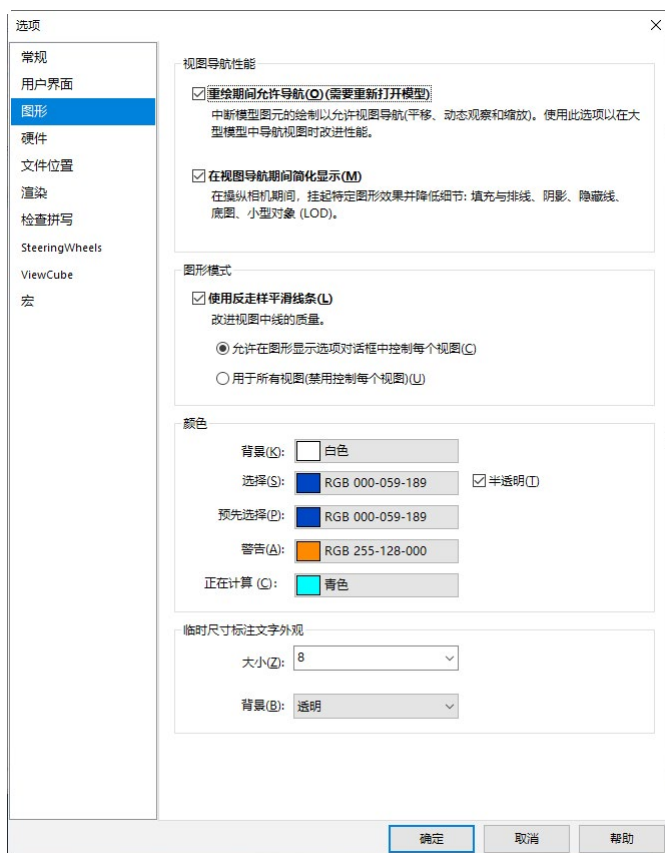 选项
常规
用户界面
图形
硬件
文件位置
渲染
检查拼写
SteeringWheels
ViewCube
宏
视图导航性能
重绘期间允许导航(O)(需要重新打开模型)
中断模型图元的绘制以允许视图导航(平移、动态观察和缩放)。使用此选项以在大
型模型中导航视图时改进性能。
在视图导航期间简化显示(M)
在操纵相机期间，挂起特定图形效果并降低细节: 填充与排线、阴影、隐藏线、
底图、小型对象 (LOD)。
图形模式
使用反走样平滑线条(L)
改进视图中线的质量。
允许在图形显示选项对话框中控制每个视图(C)
用于所有视图(禁用控制每个视图)(U)
颜色
背景(K): 白色
选择(S): RGB 000-059-189 半透明(T)
预先选择(P): RGB 000-059-189
警告(A): RGB 255-128-000
正在计算 (C): 青色
临时尺寸标注文字外观
大小(Z): 8
背景(B): 透明
确定 取消 帮助